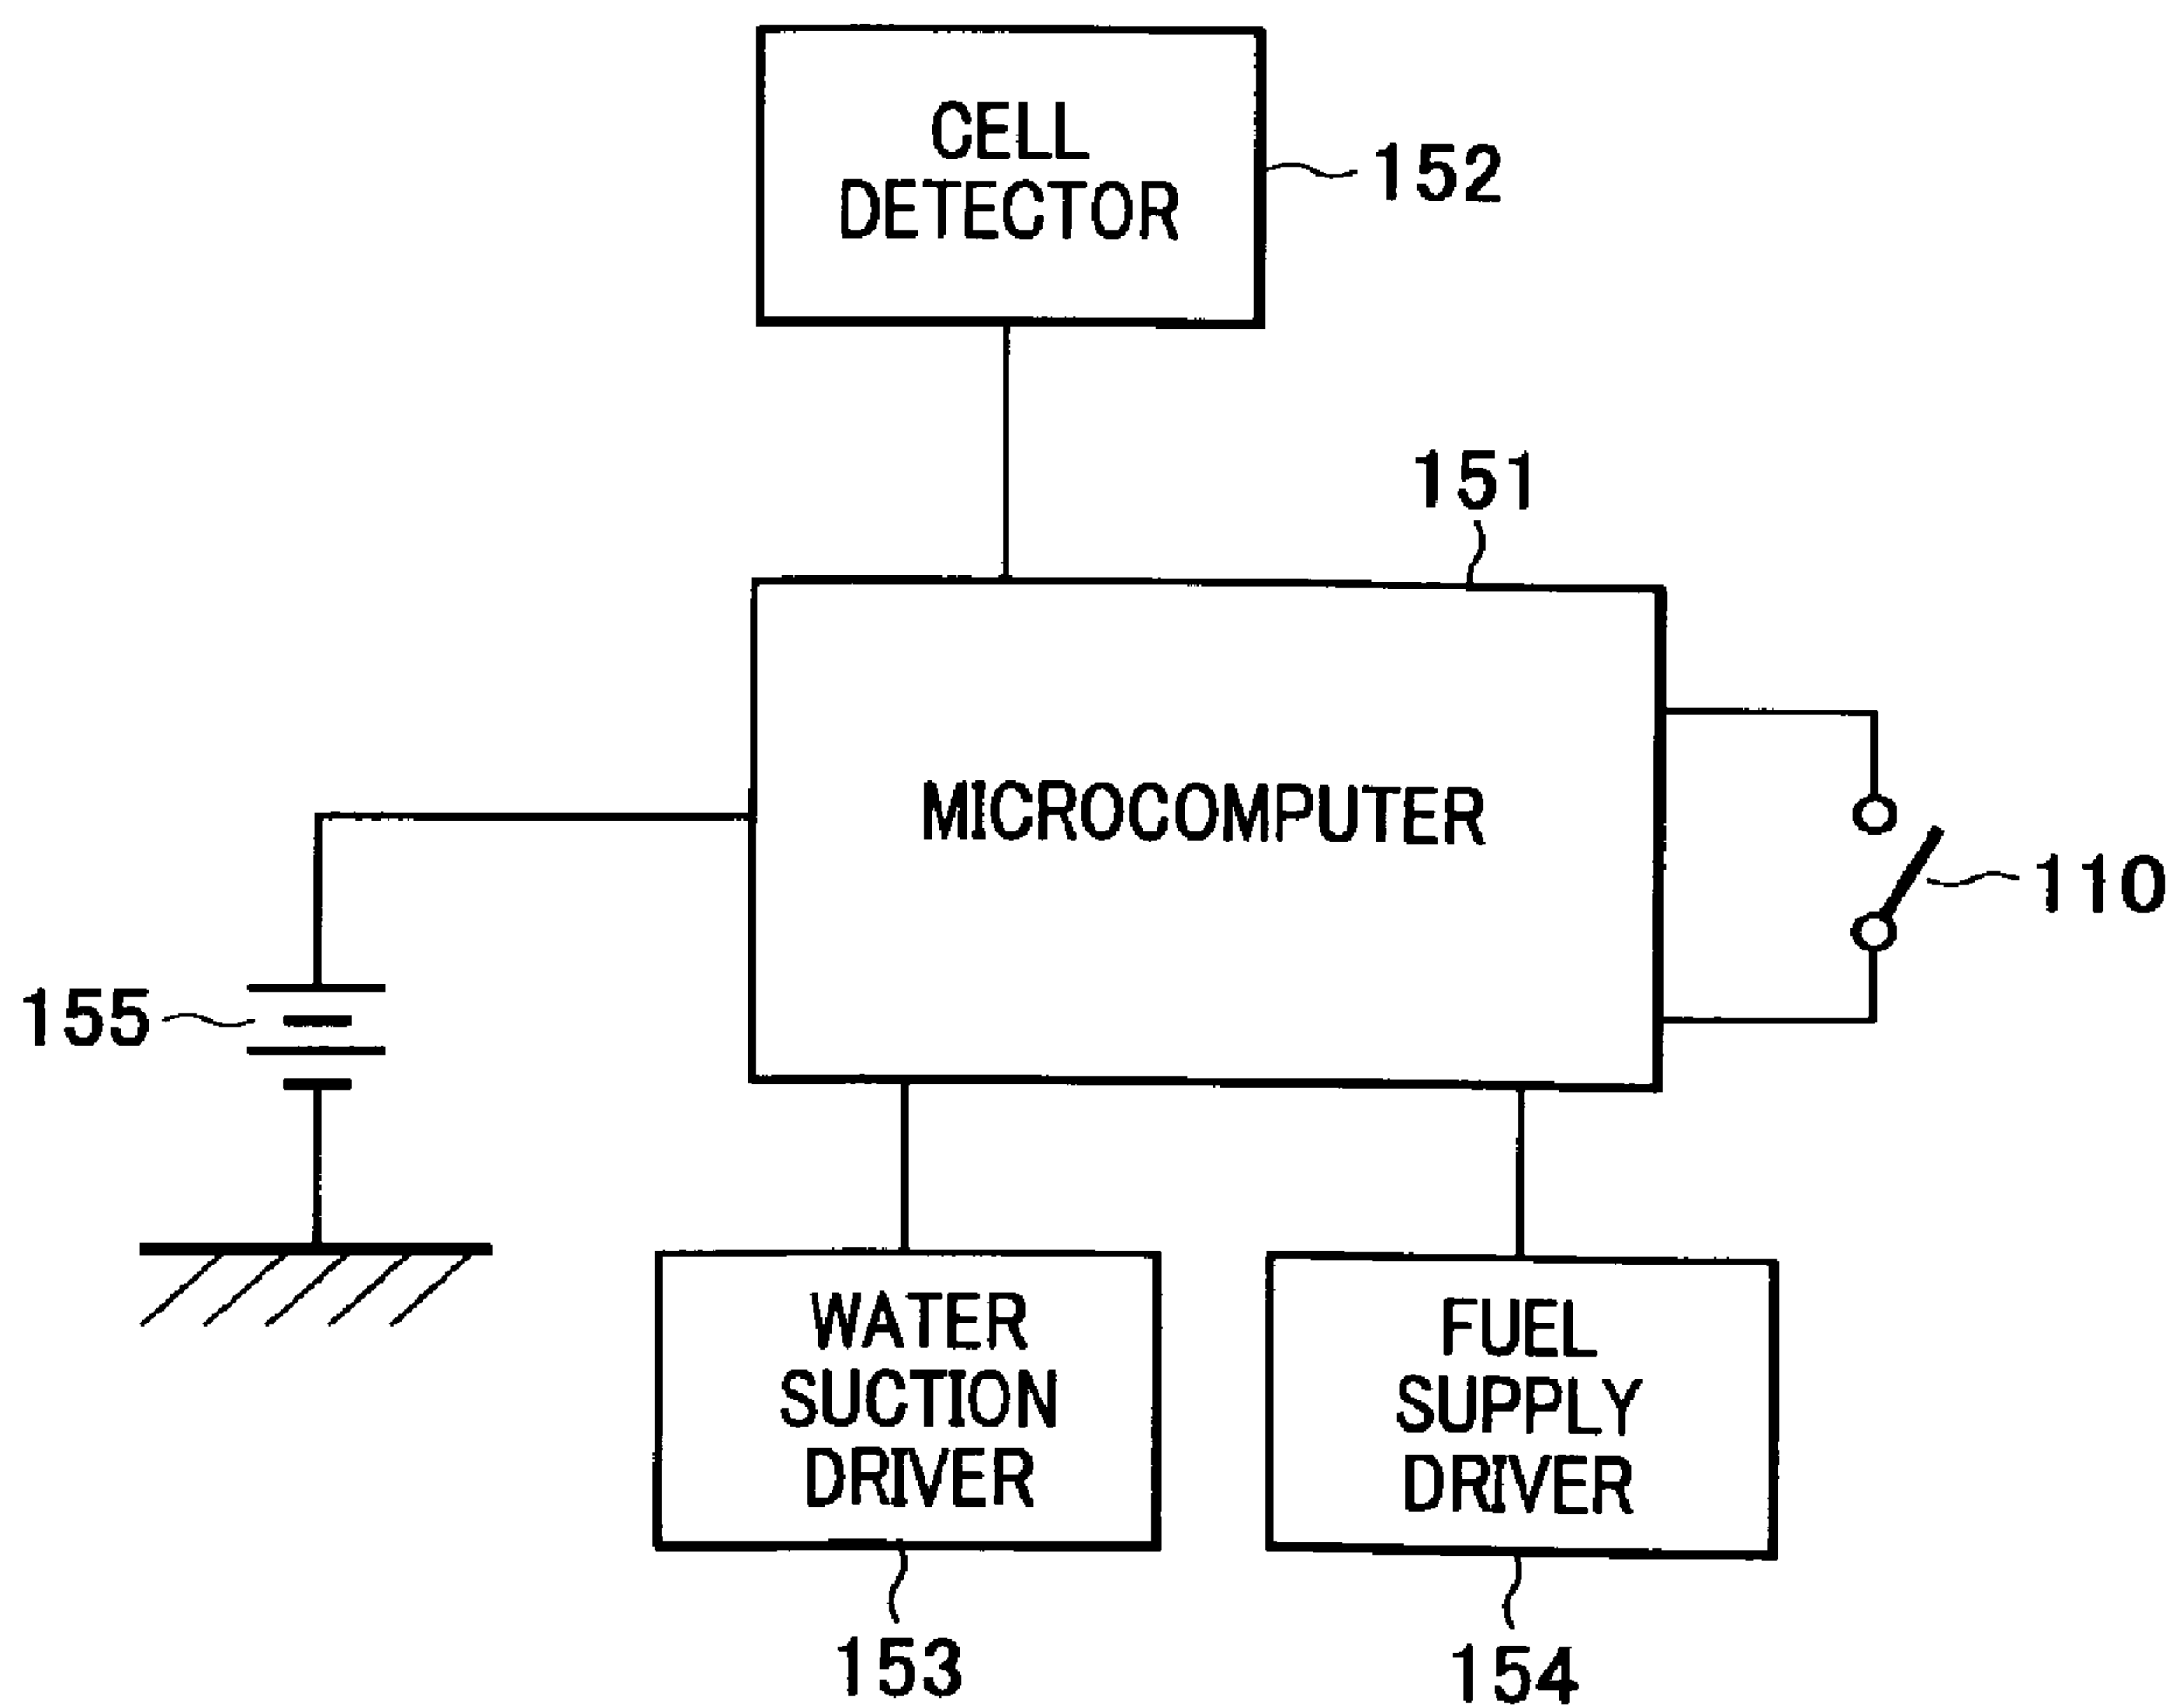 CELL
DETECTOR
152
151
MICROCOMPUTER
110
155
WATER
SUCTION
DRIVER
FUEL
SUPPLY
DRIVER
153
154